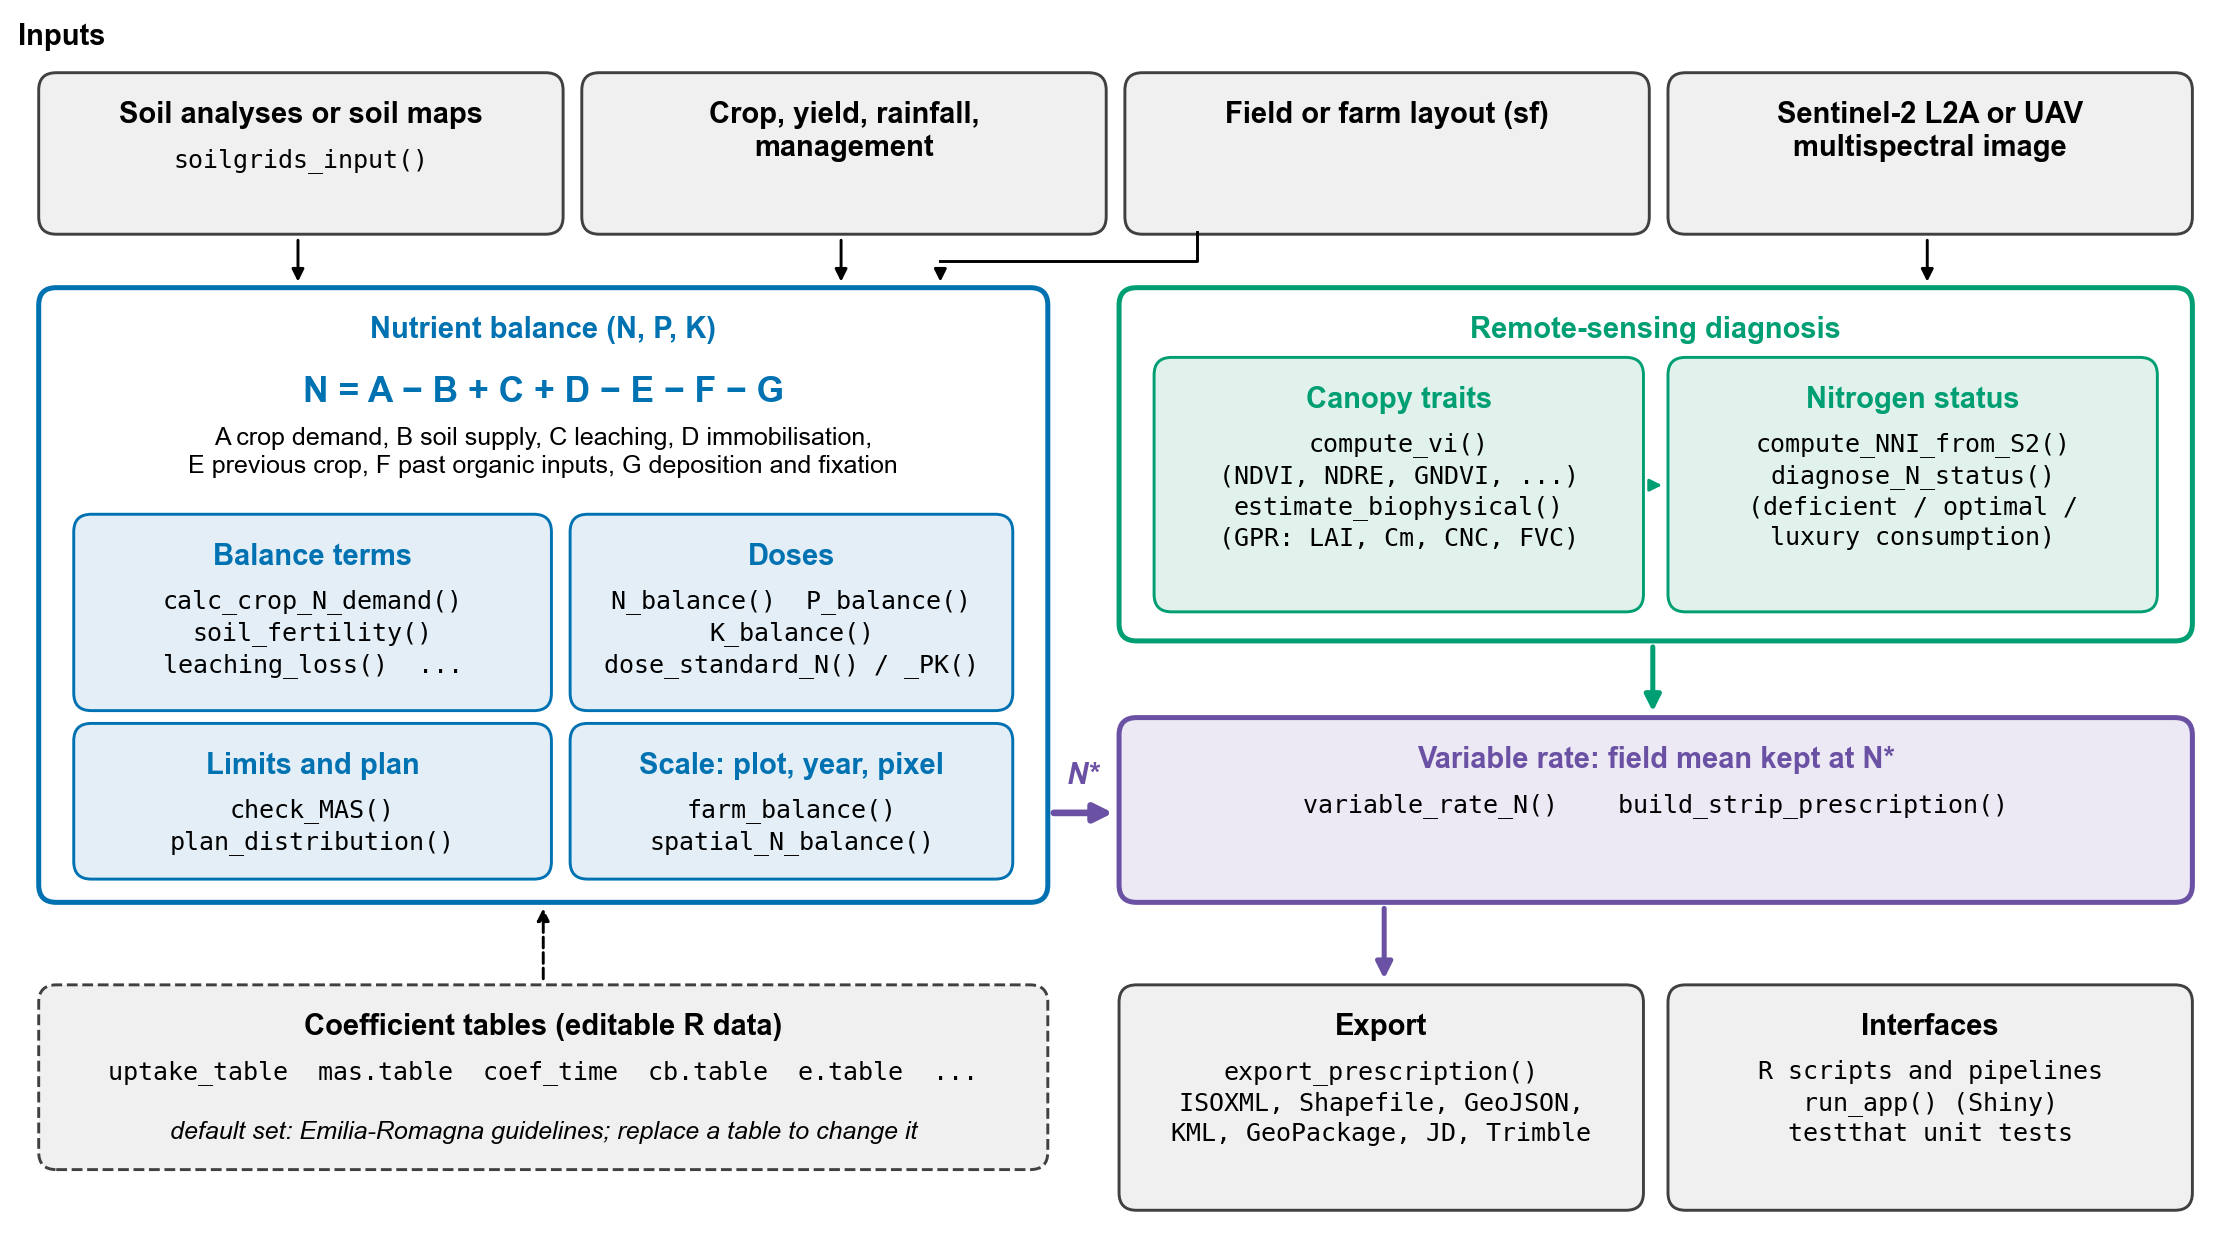 Inputs
Soil analyses or soil maps
soilgrids_input()
Crop, yield, rainfall,
management
Field or farm layout (sf)
Sentinel-2 L2A or UAV
multispectral image
Nutrient balance (N, P, K)
N = A − B + C + D − E − F − G
A crop demand, B soil supply, C leaching, D immobilisation,
E previous crop, F past organic inputs, G deposition and fixation
Balance terms
calc_crop_N_demand()
soil_fertility()
leaching_loss()  ...
Doses
N_balance()  P_balance()
K_balance()
dose_standard_N() / _PK()
Limits and plan
check_MAS()
plan_distribution()
Scale: plot, year, pixel
farm_balance()
spatial_N_balance()
Remote-sensing diagnosis
Canopy traits
compute_vi()
(NDVI, NDRE, GNDVI, ...)
estimate_biophysical()
(GPR: LAI, Cm, CNC, FVC)
Nitrogen status
compute_NNI_from_S2()
diagnose_N_status()
(deficient / optimal /
luxury consumption)
N*
Variable rate: field mean kept at N*
variable_rate_N()    build_strip_prescription()
Coefficient tables (editable R data)
uptake_table  mas.table  coef_time  cb.table  e.table  ...
default set: Emilia-Romagna guidelines; replace a table to change it
Export
export_prescription()
ISOXML, Shapefile, GeoJSON,
KML, GeoPackage, JD, Trimble
Interfaces
R scripts and pipelines
run_app() (Shiny)
testthat unit tests